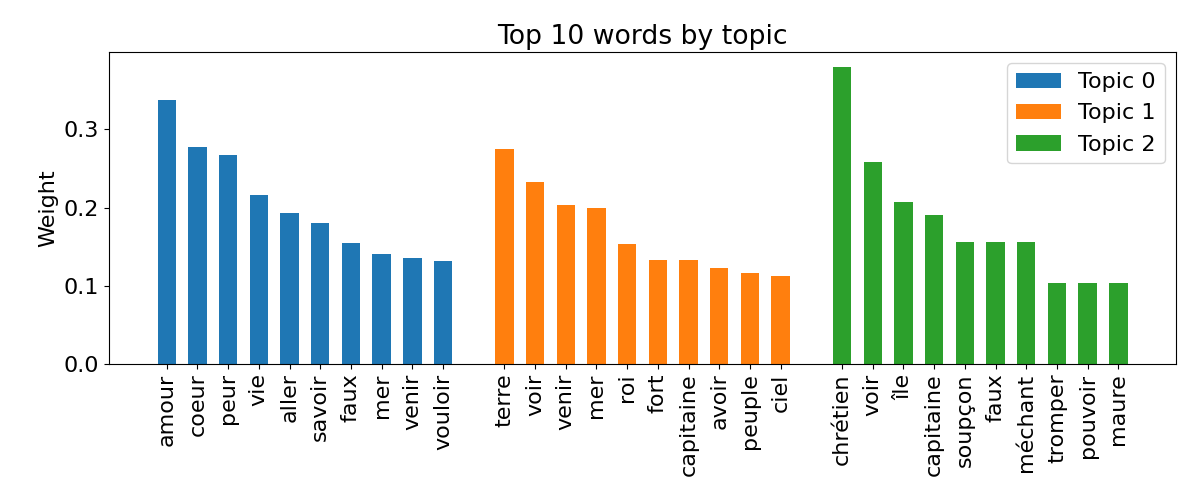 Top 10 words by topic
Topic 0
Topic 1
Topic 2
Weight
0.3
0.2
0.1
0.0
amour
coeur
peur
vie
aller
savoir
faux
mer
venir
vouloir
terre
voir
venir
mer
roi
fort
capitaine
avoir
peuple
ciel
chrétien
voir
île
capitaine
soupçon
faux
méchant
tromper
pouvoir
maure